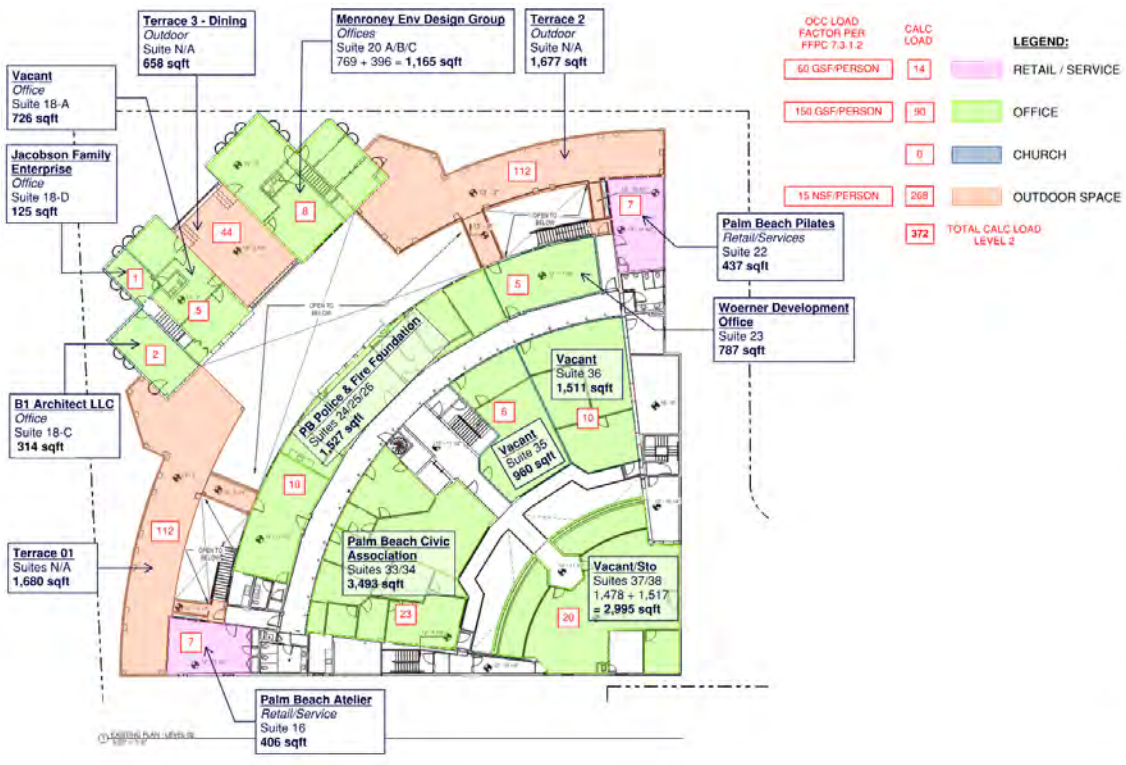 Terrace 3 - Dining
Outdoor
Suite N/A
658 sqft
Menroney Env Design Group
Offices
Suite 20 A/B/C
769 + 396 = 1,165 sqft
Terrace 2
Outdoor
Suite N/A
1,677 sqft
OCC LOAD
FACTOR PER
FFPC 7.3.1.2
CALC
LOAD
LEGEND:
60 GSF/PERSON
14
RETAIL / SERVICE
150 GSF/PERSON
90
OFFICE
0
CHURCH
15 NSF/PERSON
268
OUTDOOR SPACE
372
TOTAL CALC LOAD
LEVEL 2
Vacant
Office
Suite 18-A
726 sqft
Jacobson Family
Enterprise
Office
Suite 18-D
125 sqft
112
8
7
44
OPEN TO
BELOW
Palm Beach Pilates
Retail/Services
Suite 22
437 sqft
1
5
5
OPEN TO
BELOW
Woerner Development
Office
Suite 23
787 sqft
2
PB Police & Fire Foundation
Suites 24/25/26
1,527 sqft
Vacant
Suite 36
1,511 sqft
B1 Architect LLC
Office
Suite 18-C
314 sqft
6
10
Vacant
Suite 35
960 sqft
112
OPEN TO
BELOW
Palm Beach Civic
Association
Suites 33/34
3,493 sqft
Terrace 01
Suites N/A
1,680 sqft
Vacant/Sto
Suites 37/38
1,478 + 1,517
= 2,995 sqft
23
20
7
Palm Beach Atelier
Retail/Service
Suite 16
406 sqft
EXISTING PLAN - LEVEL 02